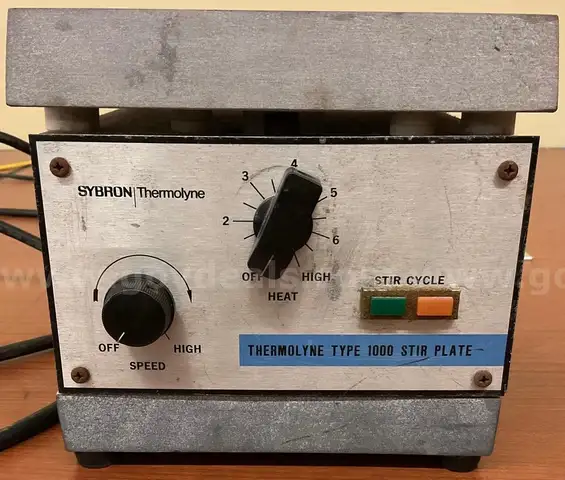 SYBRON | Thermolyne
4
3
5
2
6
OFF
HIGH
HEAT
STIR CYCLE
OFF
HIGH
SPEED
THERMOLYNE TYPE 1000 STIR PLATE -